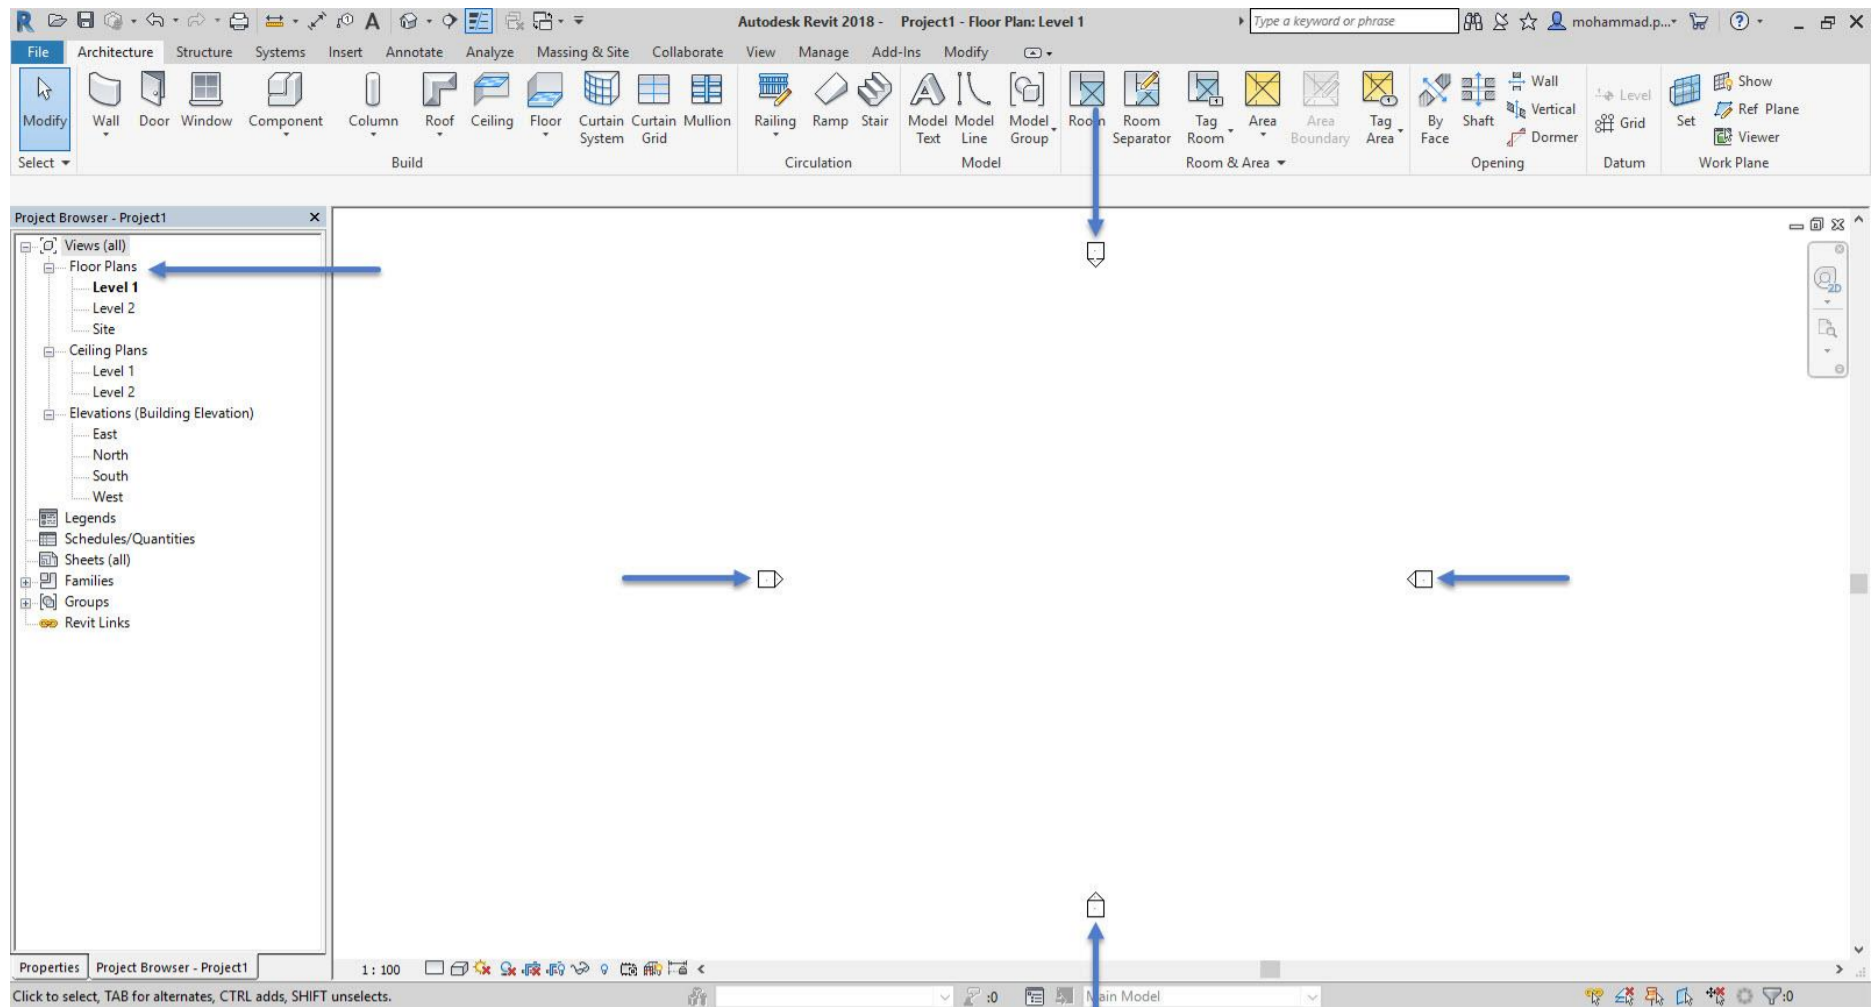 Autodesk Revit 2018 - Project1 - Floor Plan: Level 1
Type a keyword or phrase
mohammad.p...
File Architecture Structure Systems Insert Annotate Analyze Massing & Site Collaborate View Manage Add-Ins Modify
Modify
Wall
Door
Window
Component
Column
Roof
Ceiling
Floor
Curtain System
Curtain Grid
Mullion
Railing
Ramp
Stair
Model Text
Model Line
Model Group
Room
Room Separator
Tag Room
Area
Area Boundary
Tag Area
By Face
Shaft
Wall
Vertical
Dormer
Level
Grid
Set
Show
Ref Plane
Viewer
Select
Build
Circulation
Model
Room & Area
Opening
Datum
Work Plane
Project Browser - Project1
Views (all)
Floor Plans
Level 1
Level 2
Site
Ceiling Plans
Level 1
Level 2
Elevations (Building Elevation)
East
North
South
West
Legends
Schedules/Quantities
Sheets (all)
Families
Groups
Revit Links
2D
Properties
Project Browser - Project1
1 : 100
Click to select, TAB for alternates, CTRL adds, SHIFT unselects.
:0
Main Model
:0